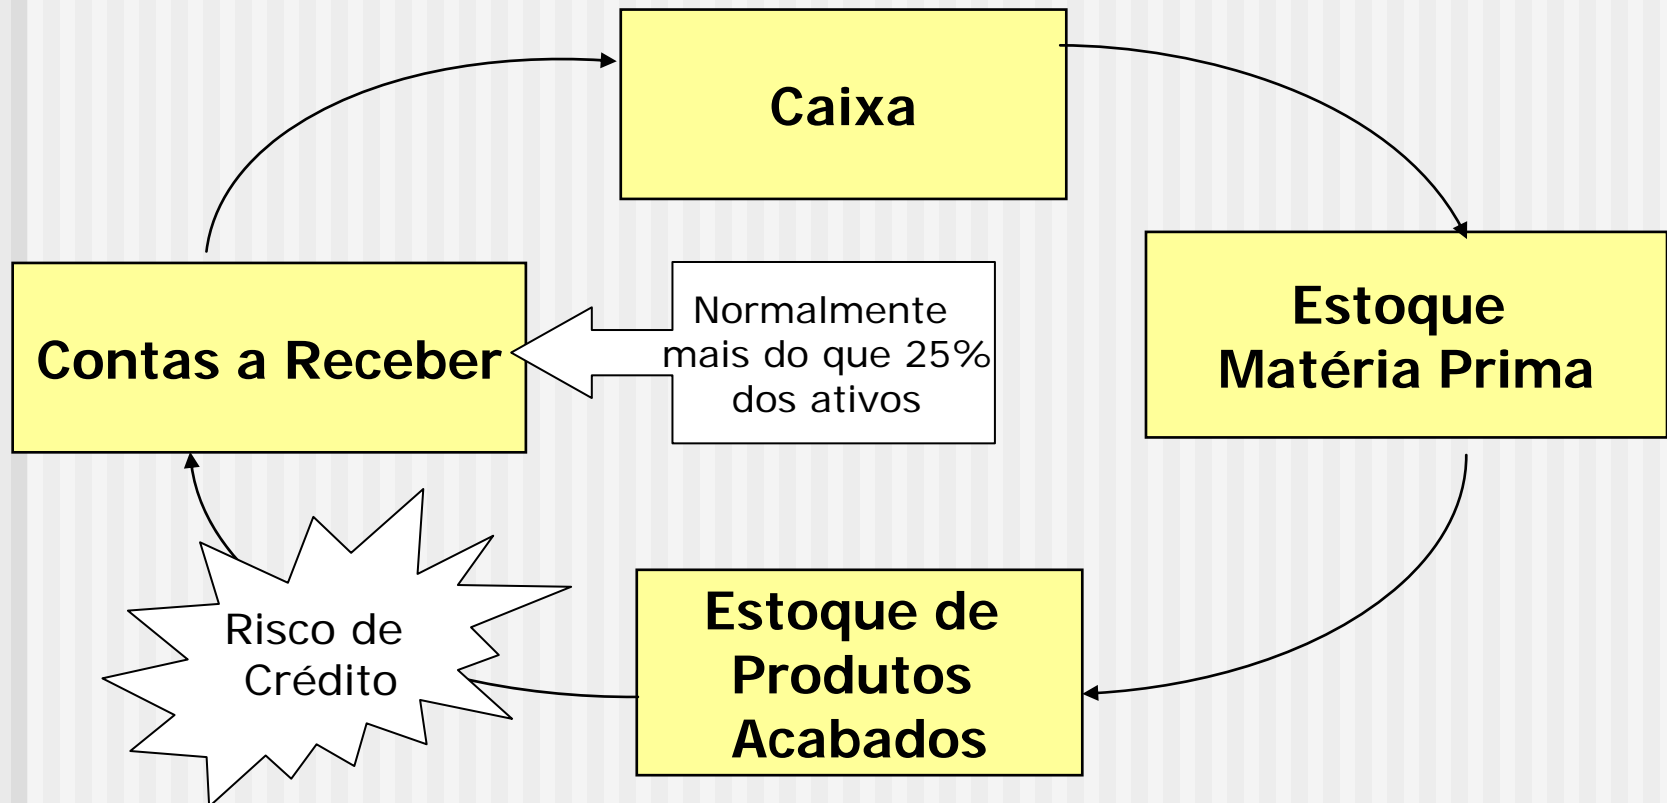 Caixa
Estoque
Matéria Prima
Contas a Receber
Normalmente
mais do que 25%
dos ativos
Estoque de
Produtos
Acabados
Risco de
Crédito